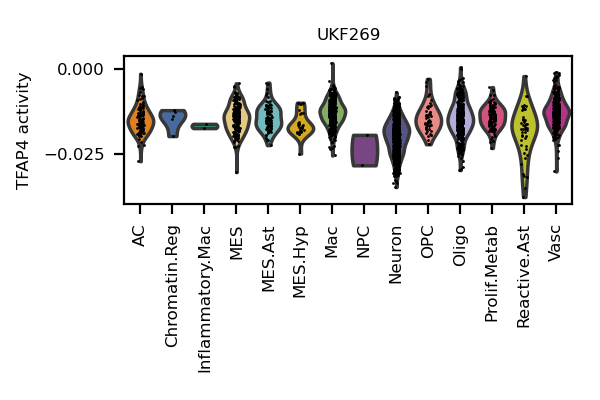 UKF269
TFAP4 activity
0.000
−0.025
AC
Chromatin.Reg
Inflammatory.Mac
MES
MES.Ast
MES.Hyp
Mac
NPC
Neuron
OPC
Oligo
Prolif.Metab
Reactive.Ast
Vasc